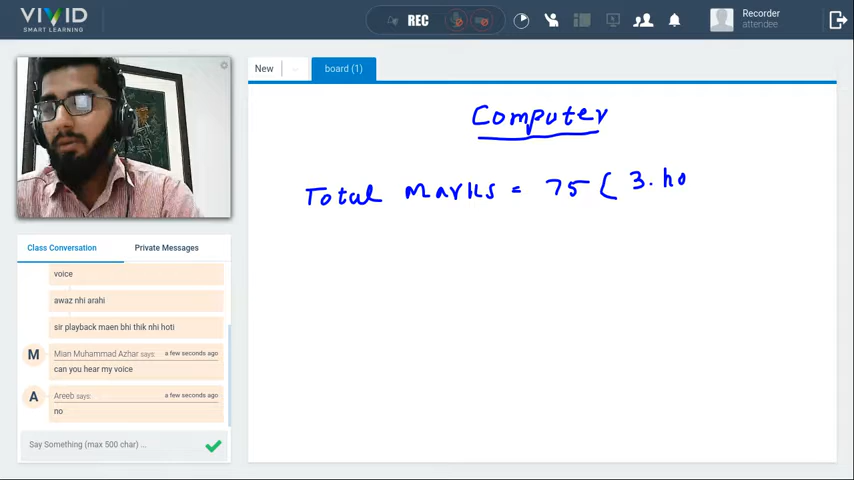 VIVID
SMART LEARNING
REC
Recorder
attendee
New
board (1)
Computer
Total Marks = 75 ( 3. ho
Class Conversation
Private Messages
voice
awaz nhi arahi
sir playback maen bhi thik nhi hoti
M
Mian Muhammad Azhar says: a few seconds ago
can you hear my voice
A
Areeb says: a few seconds ago
no
Say Something (max 500 char) ...